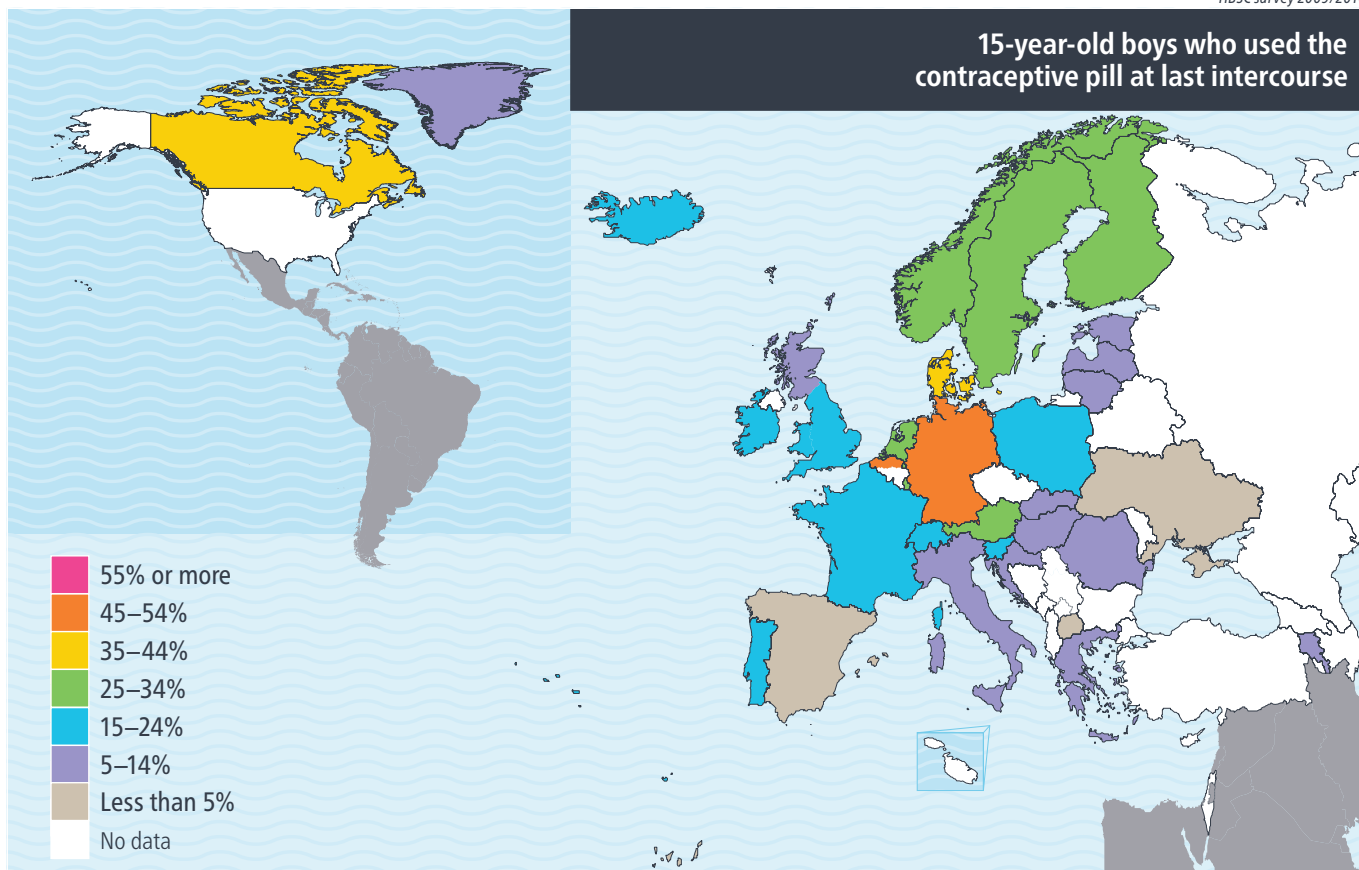 15-year-old boys who used the
contraceptive pill at last intercourse
55% or more
45–54%
35–44%
25–34%
15–24%
5–14%
Less than 5%
No data